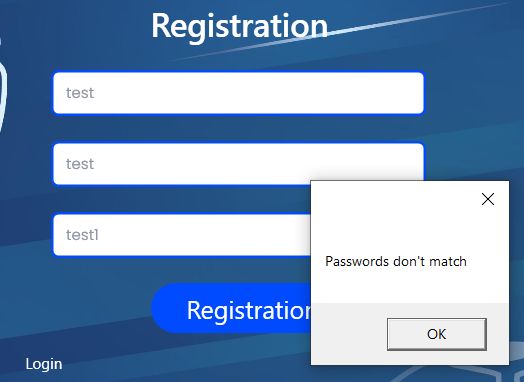 Registration
test
test
test1
Passwords don't match
Registration
OK
Login